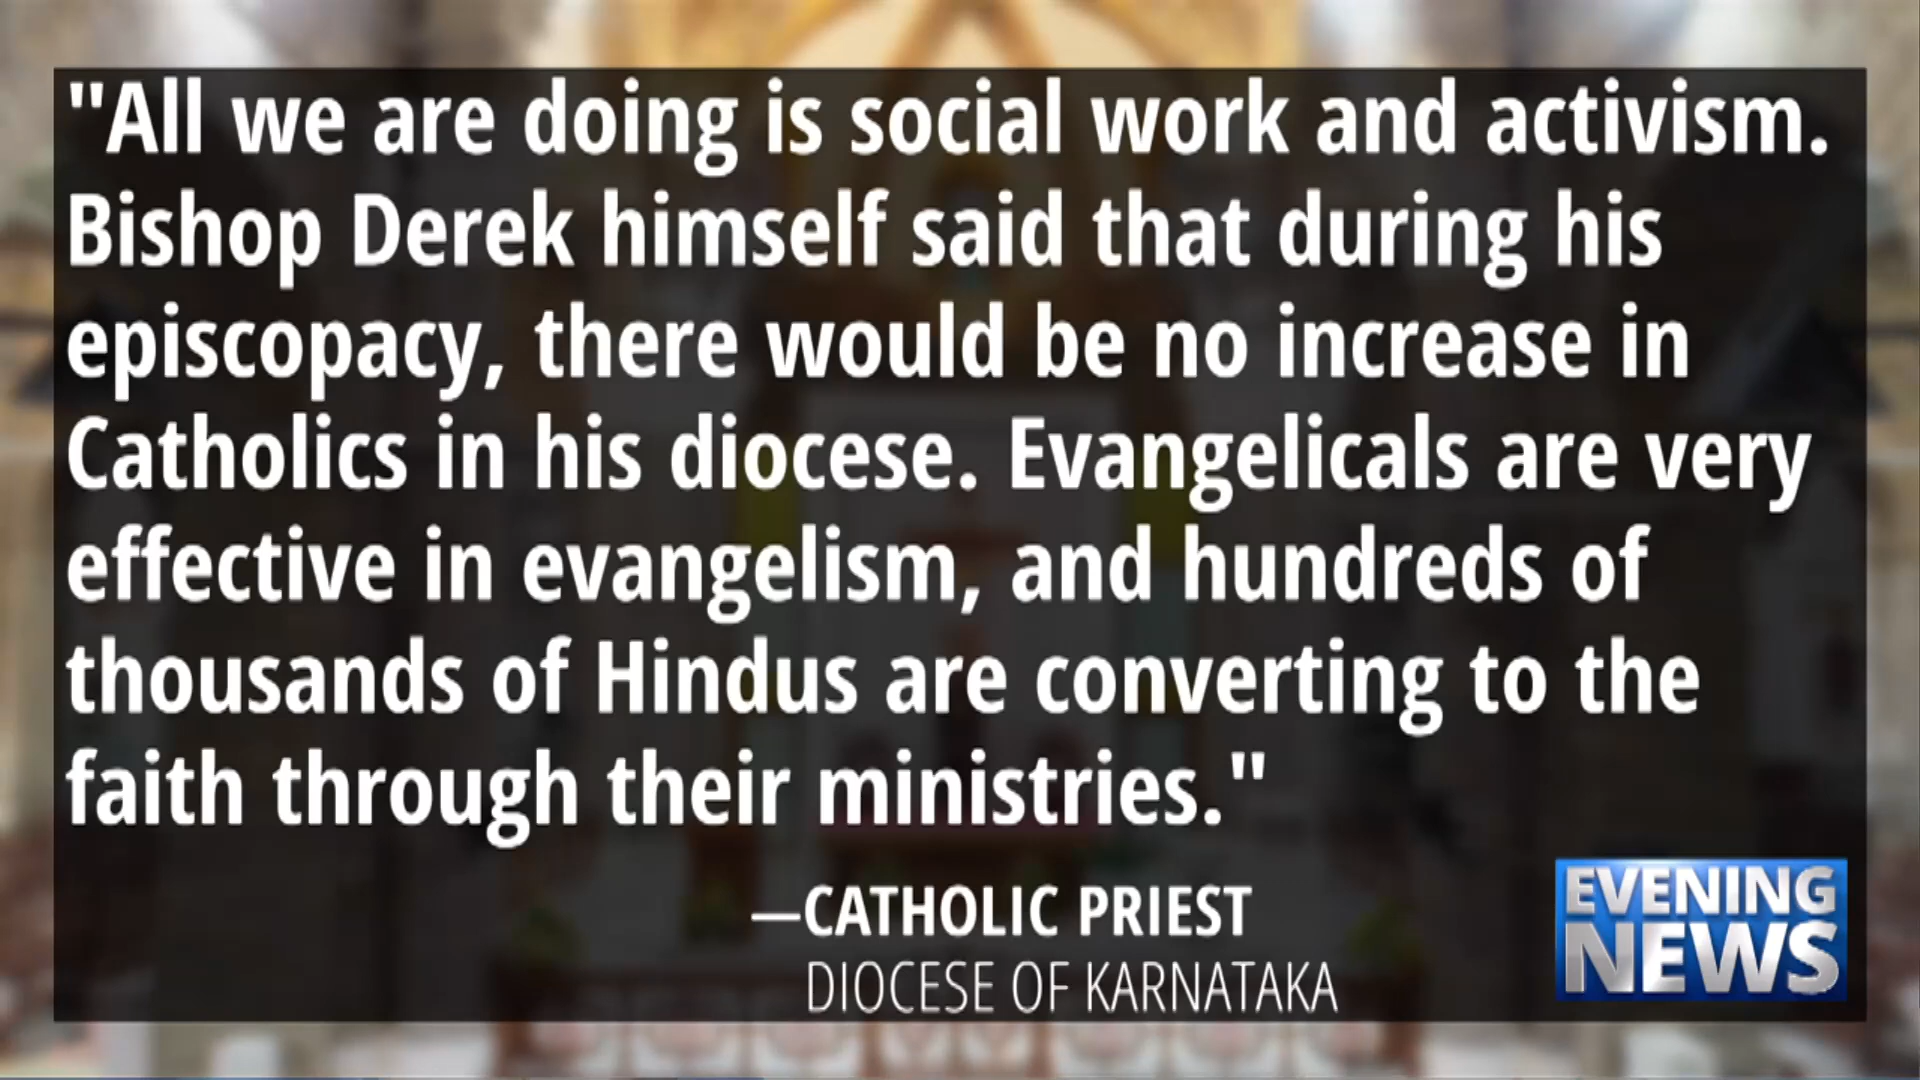 "All we are doing is social work and activism.
Bishop Derek himself said that during his
episcopacy, there would be no increase in
Catholics in his diocese. Evangelicals are very
effective in evangelism, and hundreds of
thousands of Hindus are converting to the
faith through their ministries."
—CATHOLIC PRIEST
DIOCESE OF KARNATAKA
EVENING
NEWS